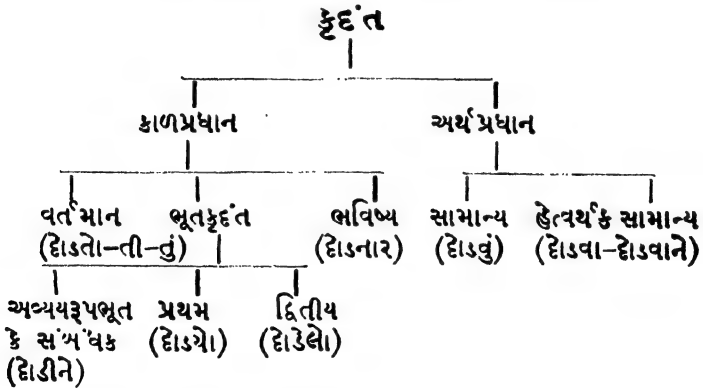 કૃદંત
કાળપ્રધાન અર્થપ્રધાન
વર્તમાન ભૂતકૃદંત ભવિષ્ય સામાન્ય હેત્વર્થક સામાન્ય
(દોડતો-તી-તું) (દોડનાર) (દોડવું) (દોડવા-દોડવાને)
અવ્યયરૂપભૂત પ્રથમ દ્વિતીય
કે સંબંધક (દોડ્યો) (દોડેલો)
(દોડીને)